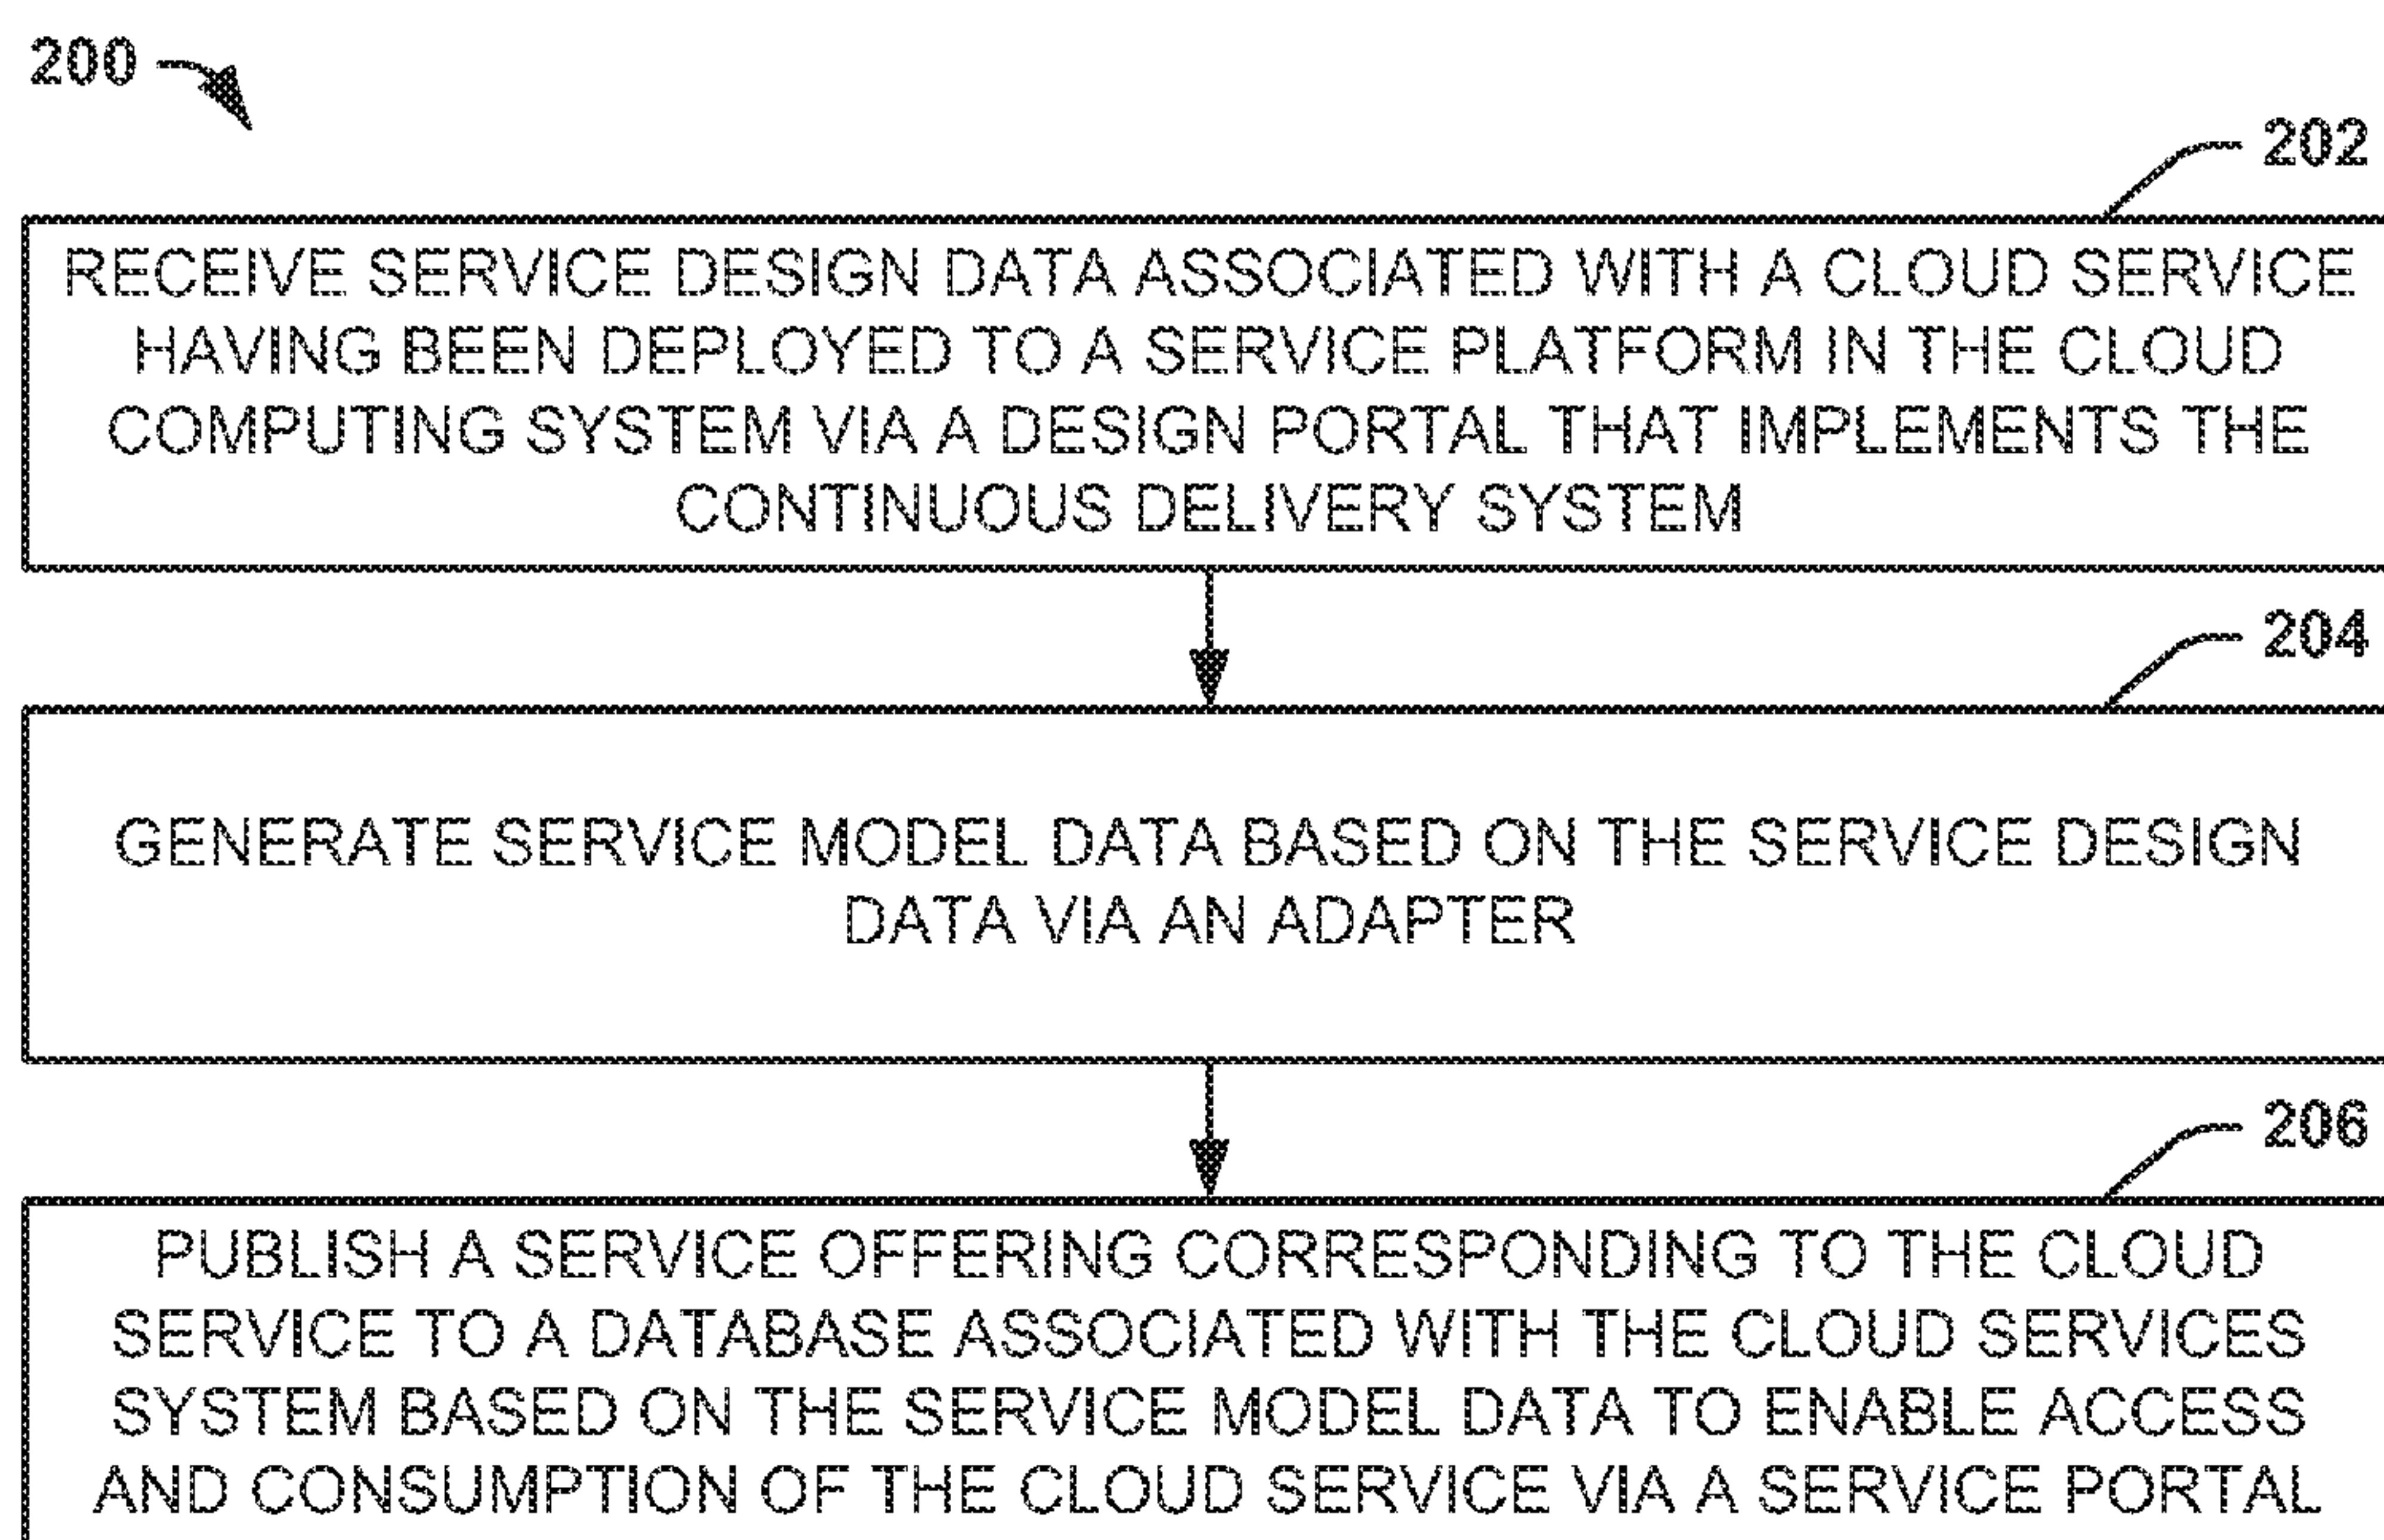 200
202
RECEIVE SERVICE DESIGN DATA ASSOCIATED WITH A CLOUD SERVICE
HAVING BEEN DEPLOYED TO A SERVICE PLATFORM IN THE CLOUD
COMPUTING SYSTEM VIA A DESIGN PORTAL THAT IMPLEMENTS THE
CONTINUOUS DELIVERY SYSTEM
204
GENERATE SERVICE MODEL DATA BASED ON THE SERVICE DESIGN
DATA VIA AN ADAPTER
206
PUBLISH A SERVICE OFFERING CORRESPONDING TO THE CLOUD
SERVICE TO A DATABASE ASSOCIATED WITH THE CLOUD SERVICES
SYSTEM BASED ON THE SERVICE MODEL DATA TO ENABLE ACCESS
AND CONSUMPTION OF THE CLOUD SERVICE VIA A SERVICE PORTAL